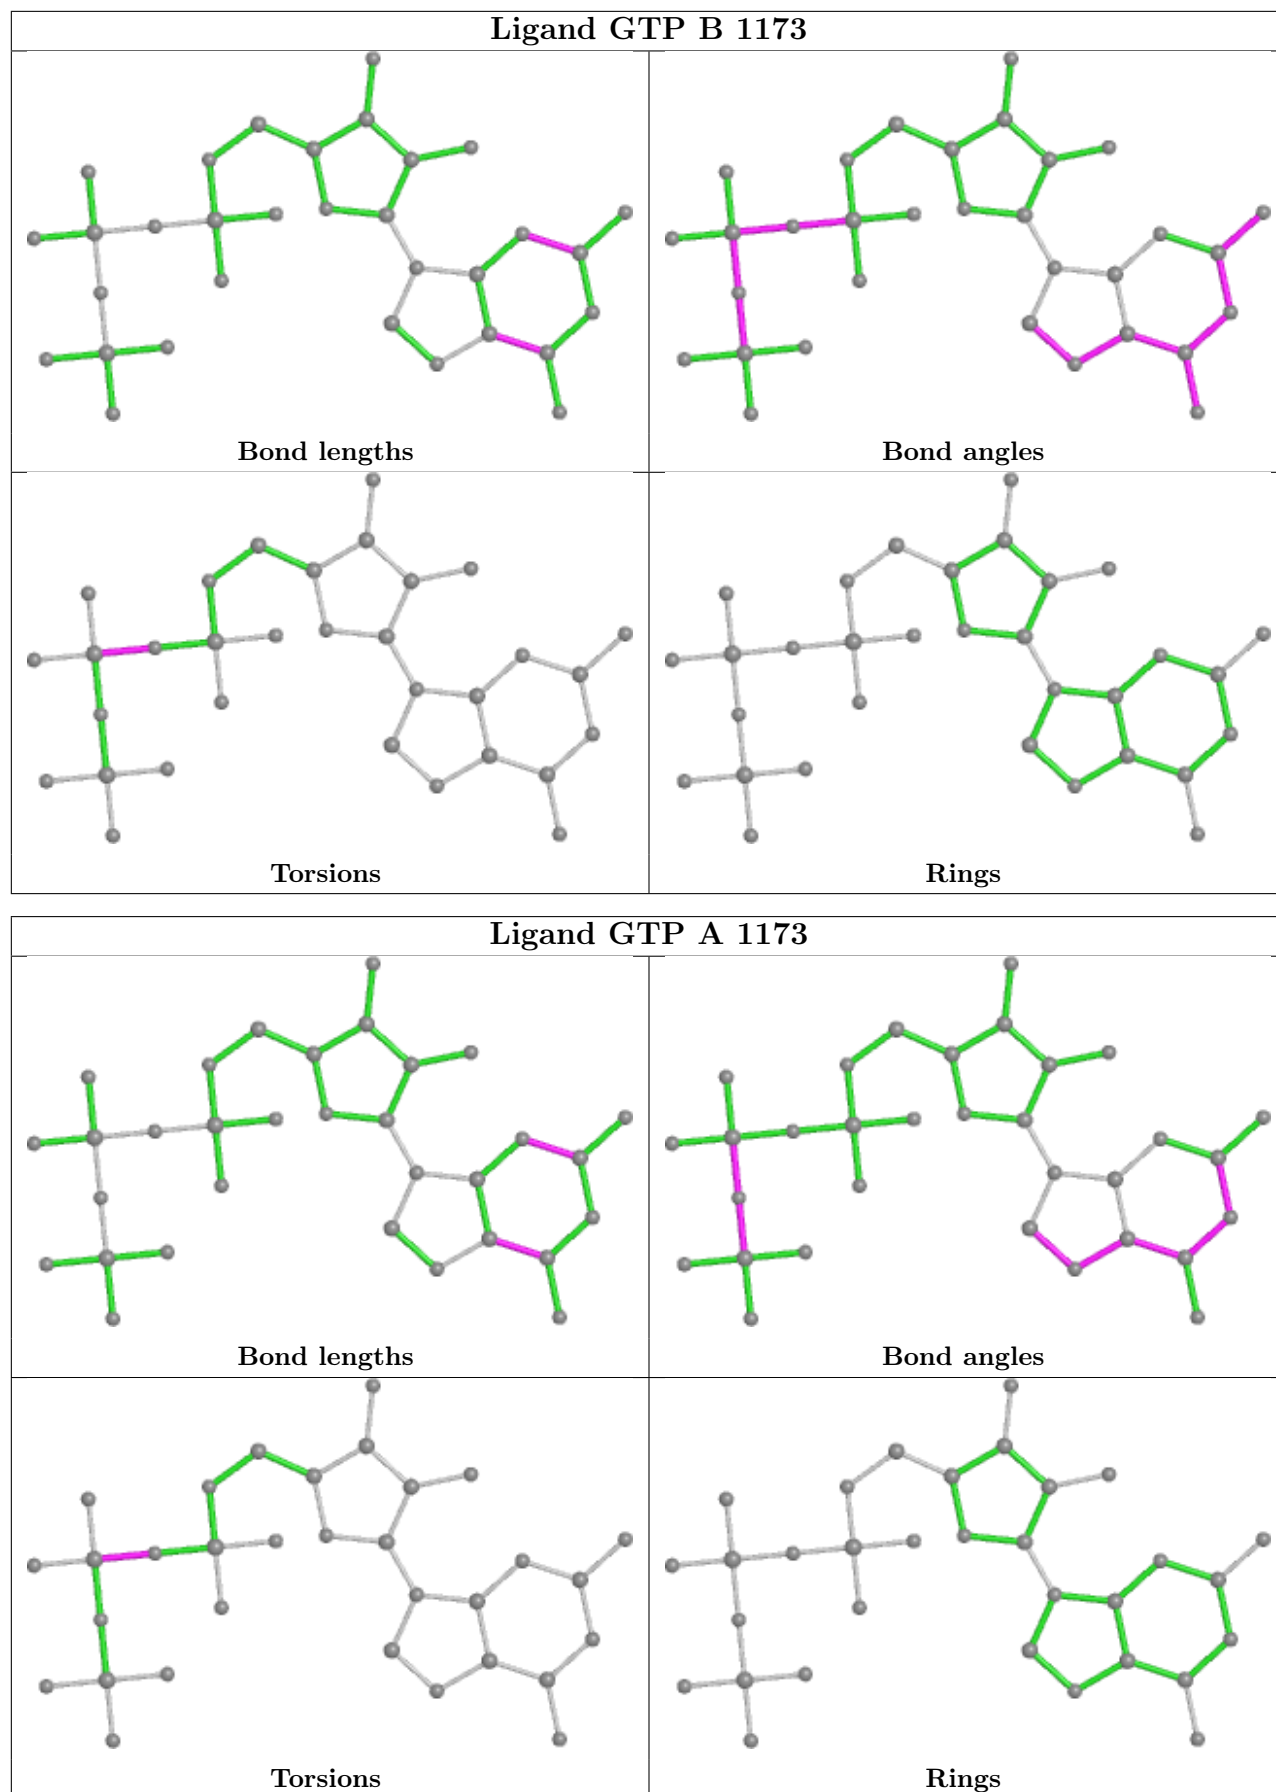 Ligand GTP B 1173
Bond lengths
Bond angles
Torsions
Rings
Ligand GTP A 1173
Bond lengths
Bond angles
Torsions
Rings